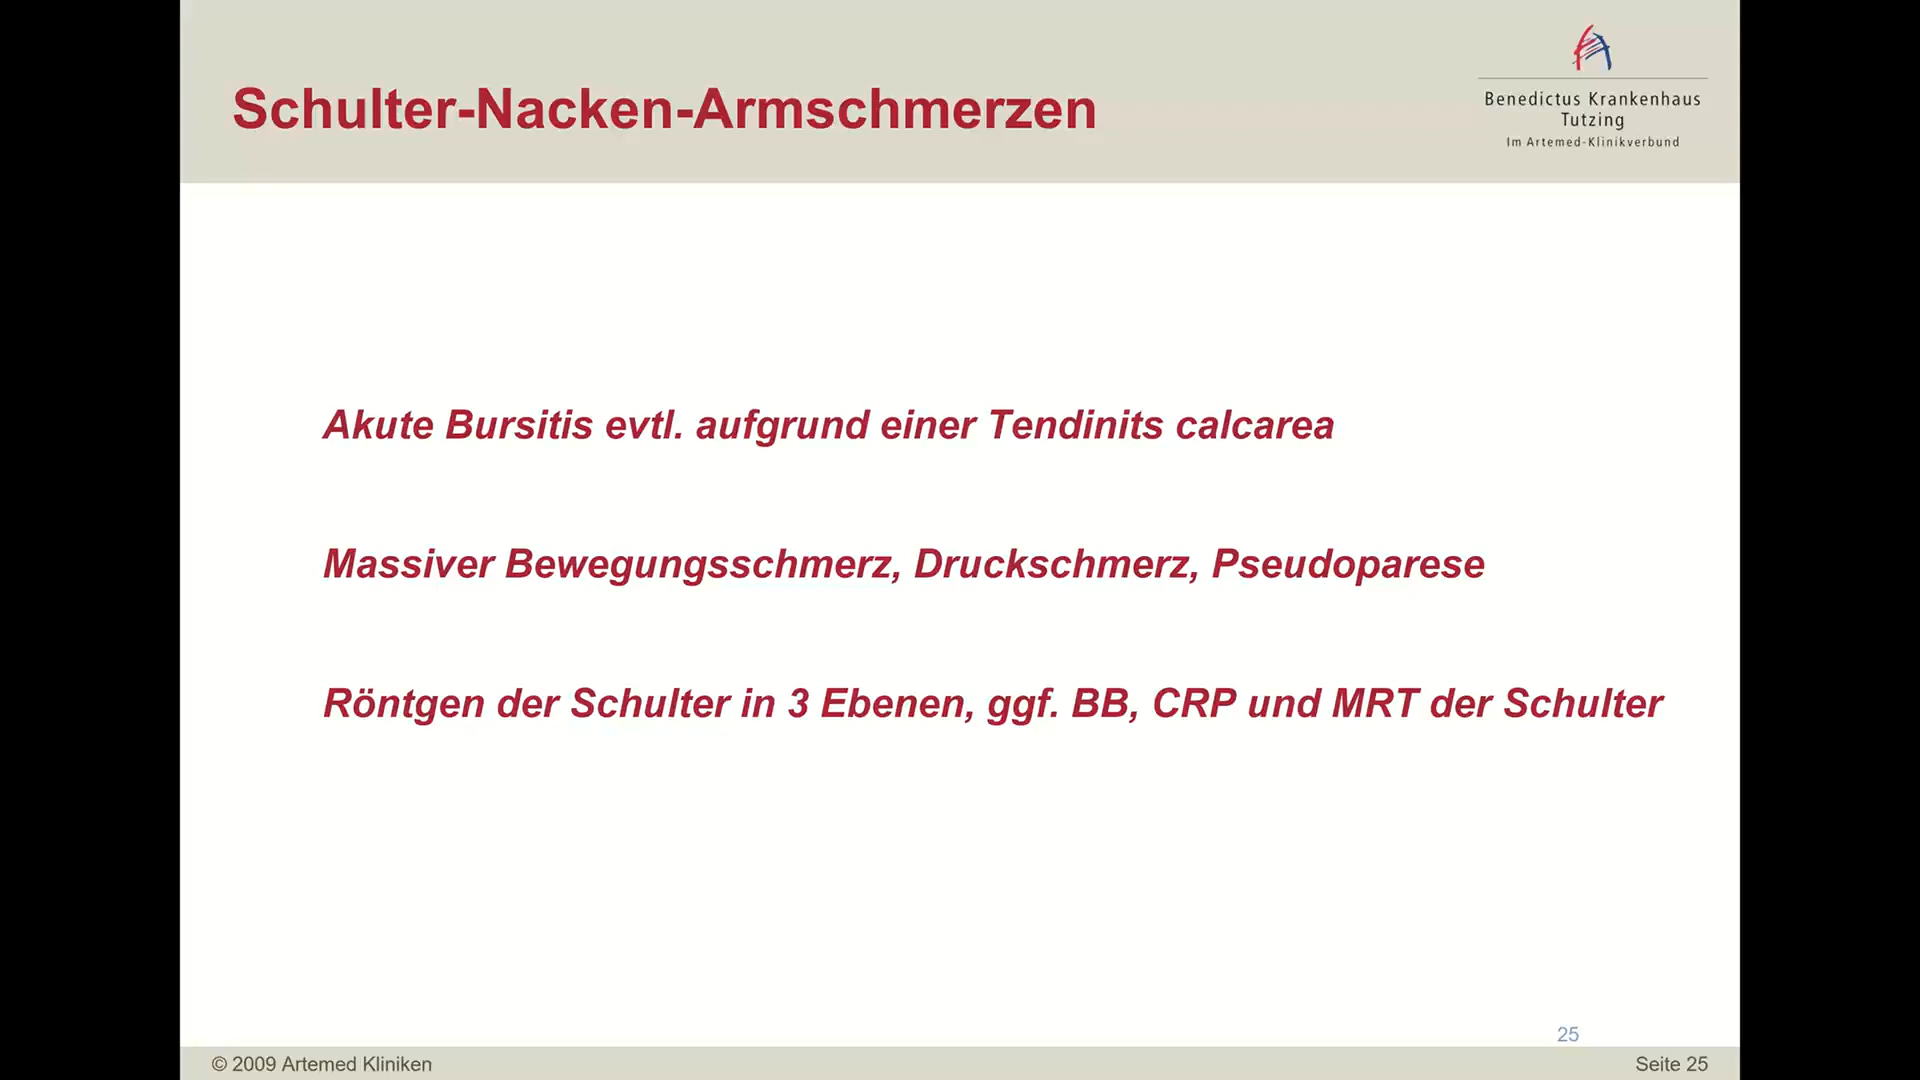 Schulter-Nacken-Armschmerzen
Benedictus Krankenhaus
Tutzing
Im Artemed-Klinikverbund
Akute Bursitis evtl. aufgrund einer Tendinits calcarea
Massiver Bewegungsschmerz, Druckschmerz, Pseudoparese
Röntgen der Schulter in 3 Ebenen, ggf. BB, CRP und MRT der Schulter
25
© 2009 Artemed Kliniken
Seite 25